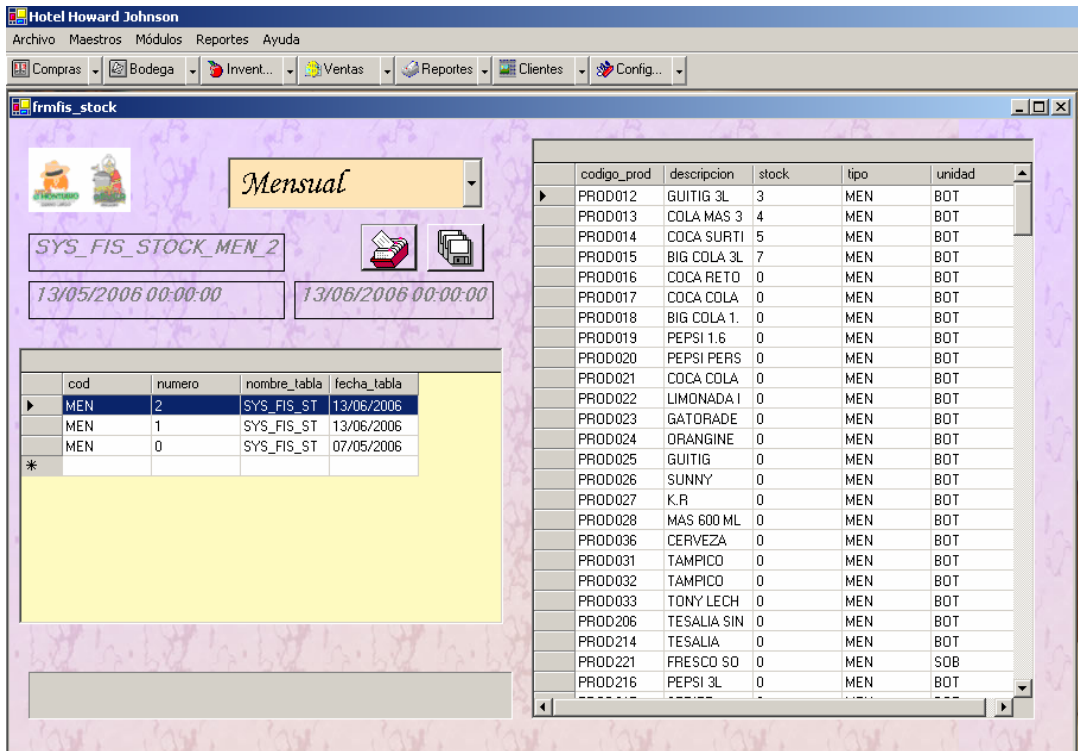 Hotel Howard Johnson
Archivo Maestros Módulos Reportes Ayuda
Compras Bodega Invent... Ventas Reportes Clientes Config...
frmfis_stock
Mensual
SYS_FIS_STOCK_MEN_2
13/05/2006 00:00:00 13/06/2006 00:00:00
cod numero nombre_tabla fecha_tabla
MEN 2 SYS_FIS_ST 13/06/2006
MEN 1 SYS_FIS_ST 13/06/2006
MEN 0 SYS_FIS_ST 07/05/2006
codigo_prod descripcion stock tipo unidad
PROD012 GUITIG 3L 3 MEN BOT
PROD013 COLA MAS 3 4 MEN BOT
PROD014 COCA SURTI 5 MEN BOT
PROD015 BIG COLA 3L 7 MEN BOT
PROD016 COCA RETO 0 MEN BOT
PROD017 COCA COLA 0 MEN BOT
PROD018 BIG COLA 1. 0 MEN BOT
PROD019 PEPSI 1.6 0 MEN BOT
PROD020 PEPSI PERS 0 MEN BOT
PROD021 COCA COLA 0 MEN BOT
PROD022 LIMONADA I 0 MEN BOT
PROD023 GATORADE 0 MEN BOT
PROD024 ORANGINE 0 MEN BOT
PROD025 GUITIG 0 MEN BOT
PROD026 SUNNY 0 MEN BOT
PROD027 K.R 0 MEN BOT
PROD028 MAS 600 ML 0 MEN BOT
PROD036 CERVEZA 0 MEN BOT
PROD031 TAMPICO 0 MEN BOT
PROD032 TAMPICO 0 MEN BOT
PROD033 TONY LECH 0 MEN BOT
PROD206 TESALIA SIN 0 MEN BOT
PROD214 TESALIA 0 MEN BOT
PROD221 FRESCO SO 0 MEN SOB
PROD216 PEPSI 3L 0 MEN BOT